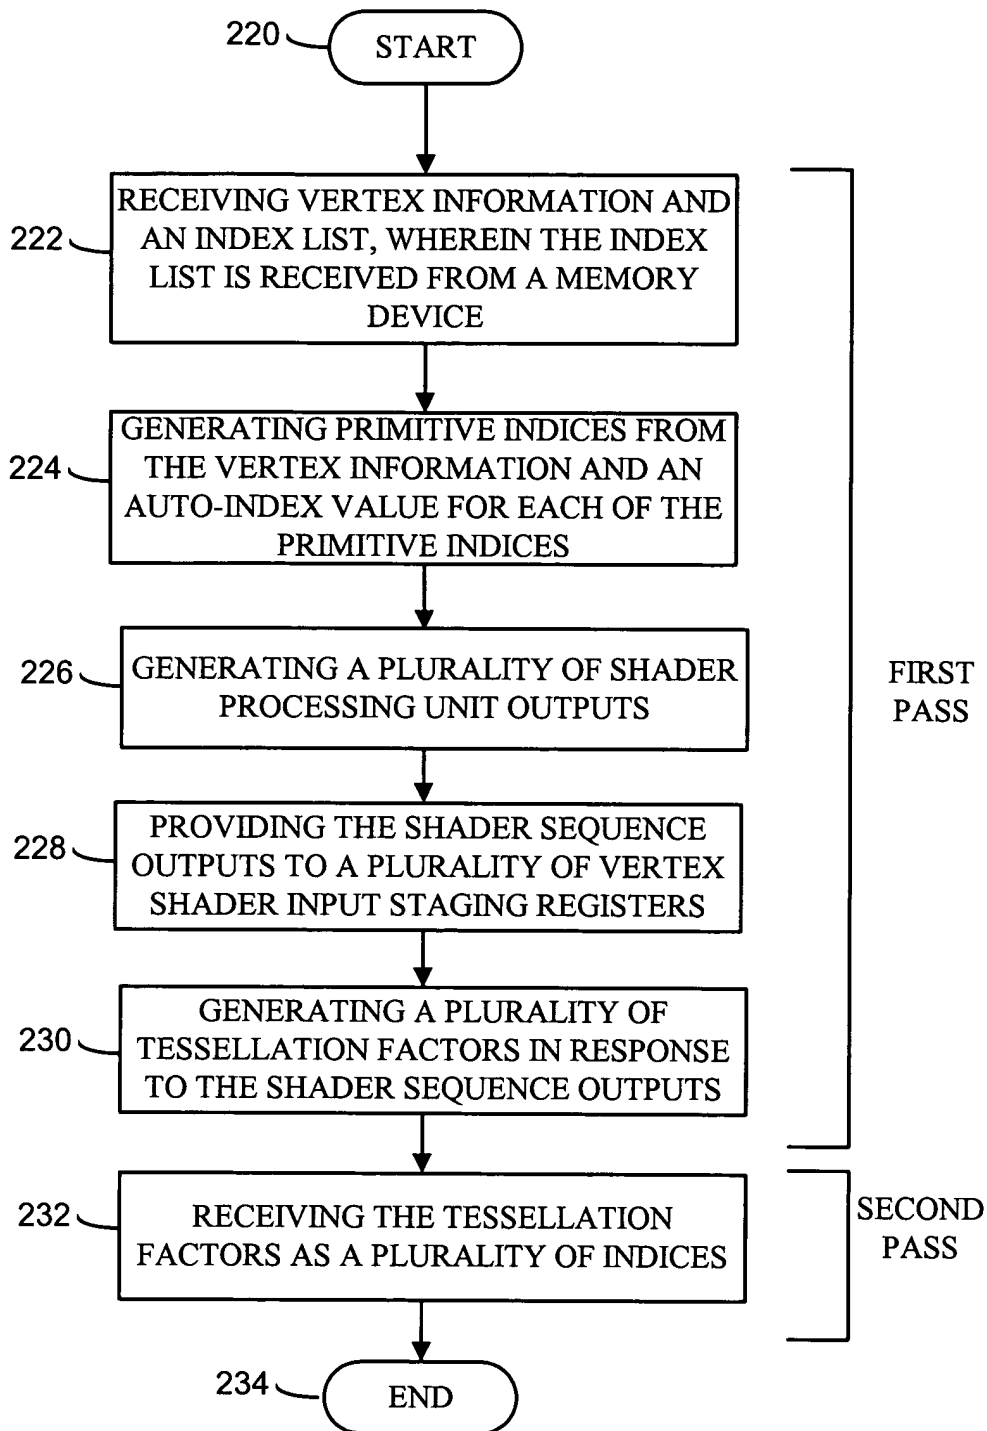 220
START
222
RECEIVING VERTEX INFORMATION AND
AN INDEX LIST, WHEREIN THE INDEX
LIST IS RECEIVED FROM A MEMORY
DEVICE
224
GENERATING PRIMITIVE INDICES FROM
THE VERTEX INFORMATION AND AN
AUTO-INDEX VALUE FOR EACH OF THE
PRIMITIVE INDICES
226
GENERATING A PLURALITY OF SHADER
PROCESSING UNIT OUTPUTS
FIRST
PASS
228
PROVIDING THE SHADER SEQUENCE
OUTPUTS TO A PLURALITY OF VERTEX
SHADER INPUT STAGING REGISTERS
230
GENERATING A PLURALITY OF
TESSELLATION FACTORS IN RESPONSE
TO THE SHADER SEQUENCE OUTPUTS
232
RECEIVING THE TESSELLATION
FACTORS AS A PLURALITY OF INDICES
SECOND
PASS
234
END